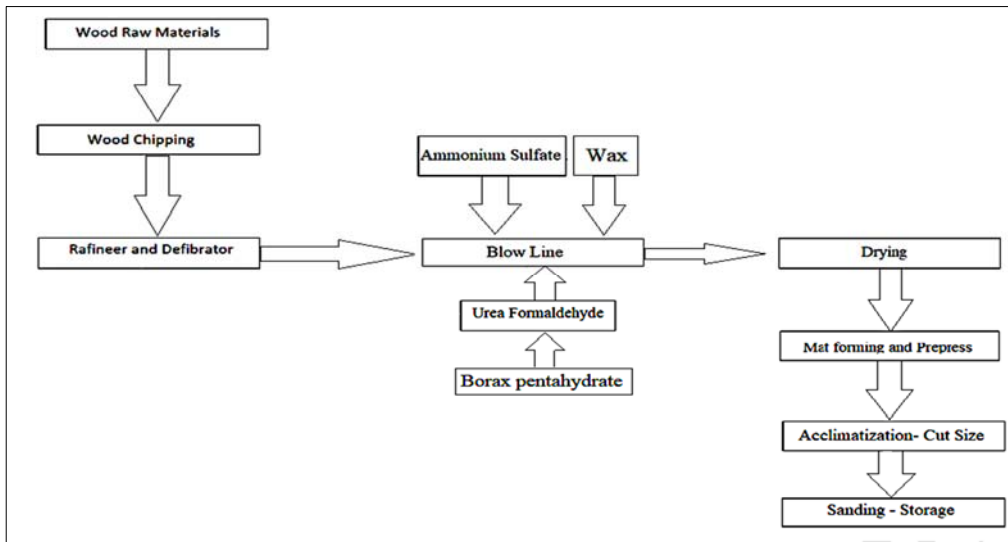 Wood Raw Materials
Wood Chipping
Rafineer and Defibrator
Ammonium Sulfate
Wax
Blow Line
Urea Formaldehyde
Borax pentahydrate
Drying
Mat forming and Prepress
Acclimatization- Cut Size
Sanding - Storage